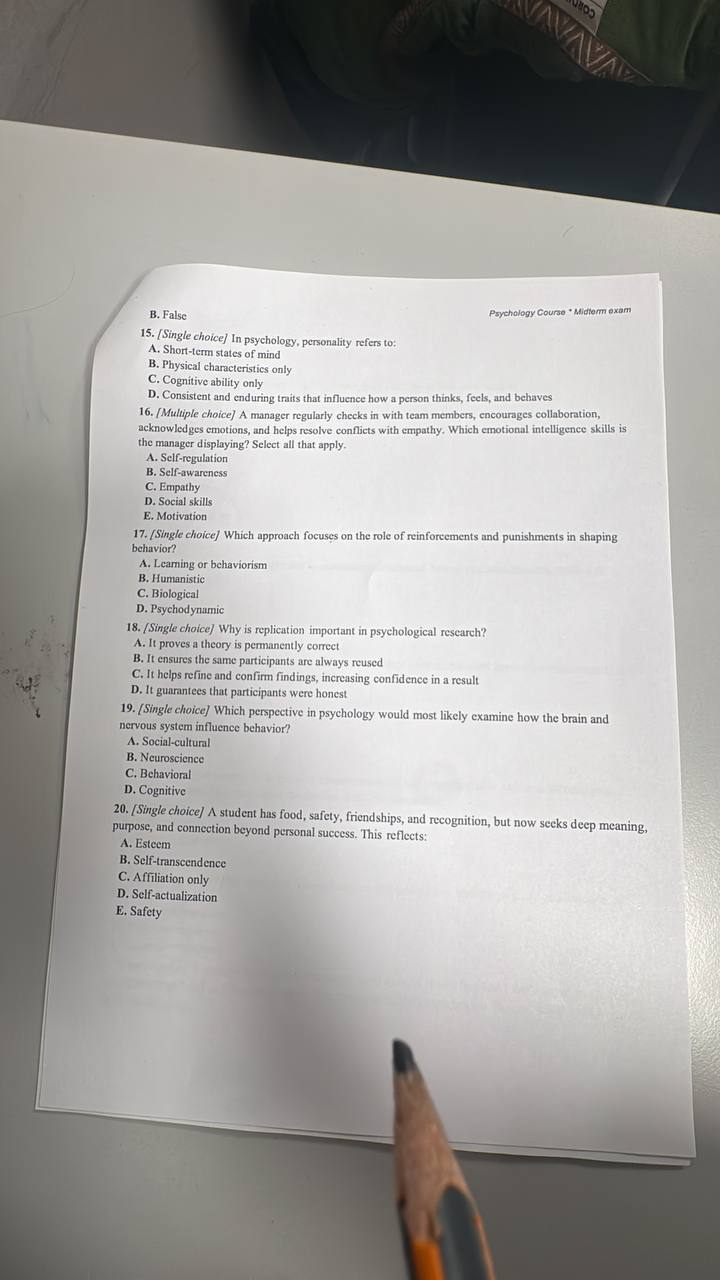 B. False
Psychology Course * Midterm exam
15. [Single choice] In psychology, personality refers to:
A. Short-term states of mind
B. Physical characteristics only
C. Cognitive ability only
D. Consistent and enduring traits that influence how a person thinks, feels, and behaves
16. [Multiple choice] A manager regularly checks in with team members, encourages collaboration,
acknowledges emotions, and helps resolve conflicts with empathy. Which emotional intelligence skills is
the manager displaying? Select all that apply.
A. Self-regulation
B. Self-awareness
C. Empathy
D. Social skills
E. Motivation
17. [Single choice] Which approach focuses on the role of reinforcements and punishments in shaping
behavior?
A. Learning or behaviorism
B. Humanistic
C. Biological
D. Psychodynamic
18. [Single choice] Why is replication important in psychological research?
A. It proves a theory is permanently correct
B. It ensures the same participants are always reused
C. It helps refine and confirm findings, increasing confidence in a result
D. It guarantees that participants were honest
19. [Single choice] Which perspective in psychology would most likely examine how the brain and
nervous system influence behavior?
A. Social-cultural
B. Neuroscience
C. Behavioral
D. Cognitive
20. [Single choice] A student has food, safety, friendships, and recognition, but now seeks deep meaning,
purpose, and connection beyond personal success. This reflects:
A. Esteem
B. Self-transcendence
C. Affiliation only
D. Self-actualization
E. Safety